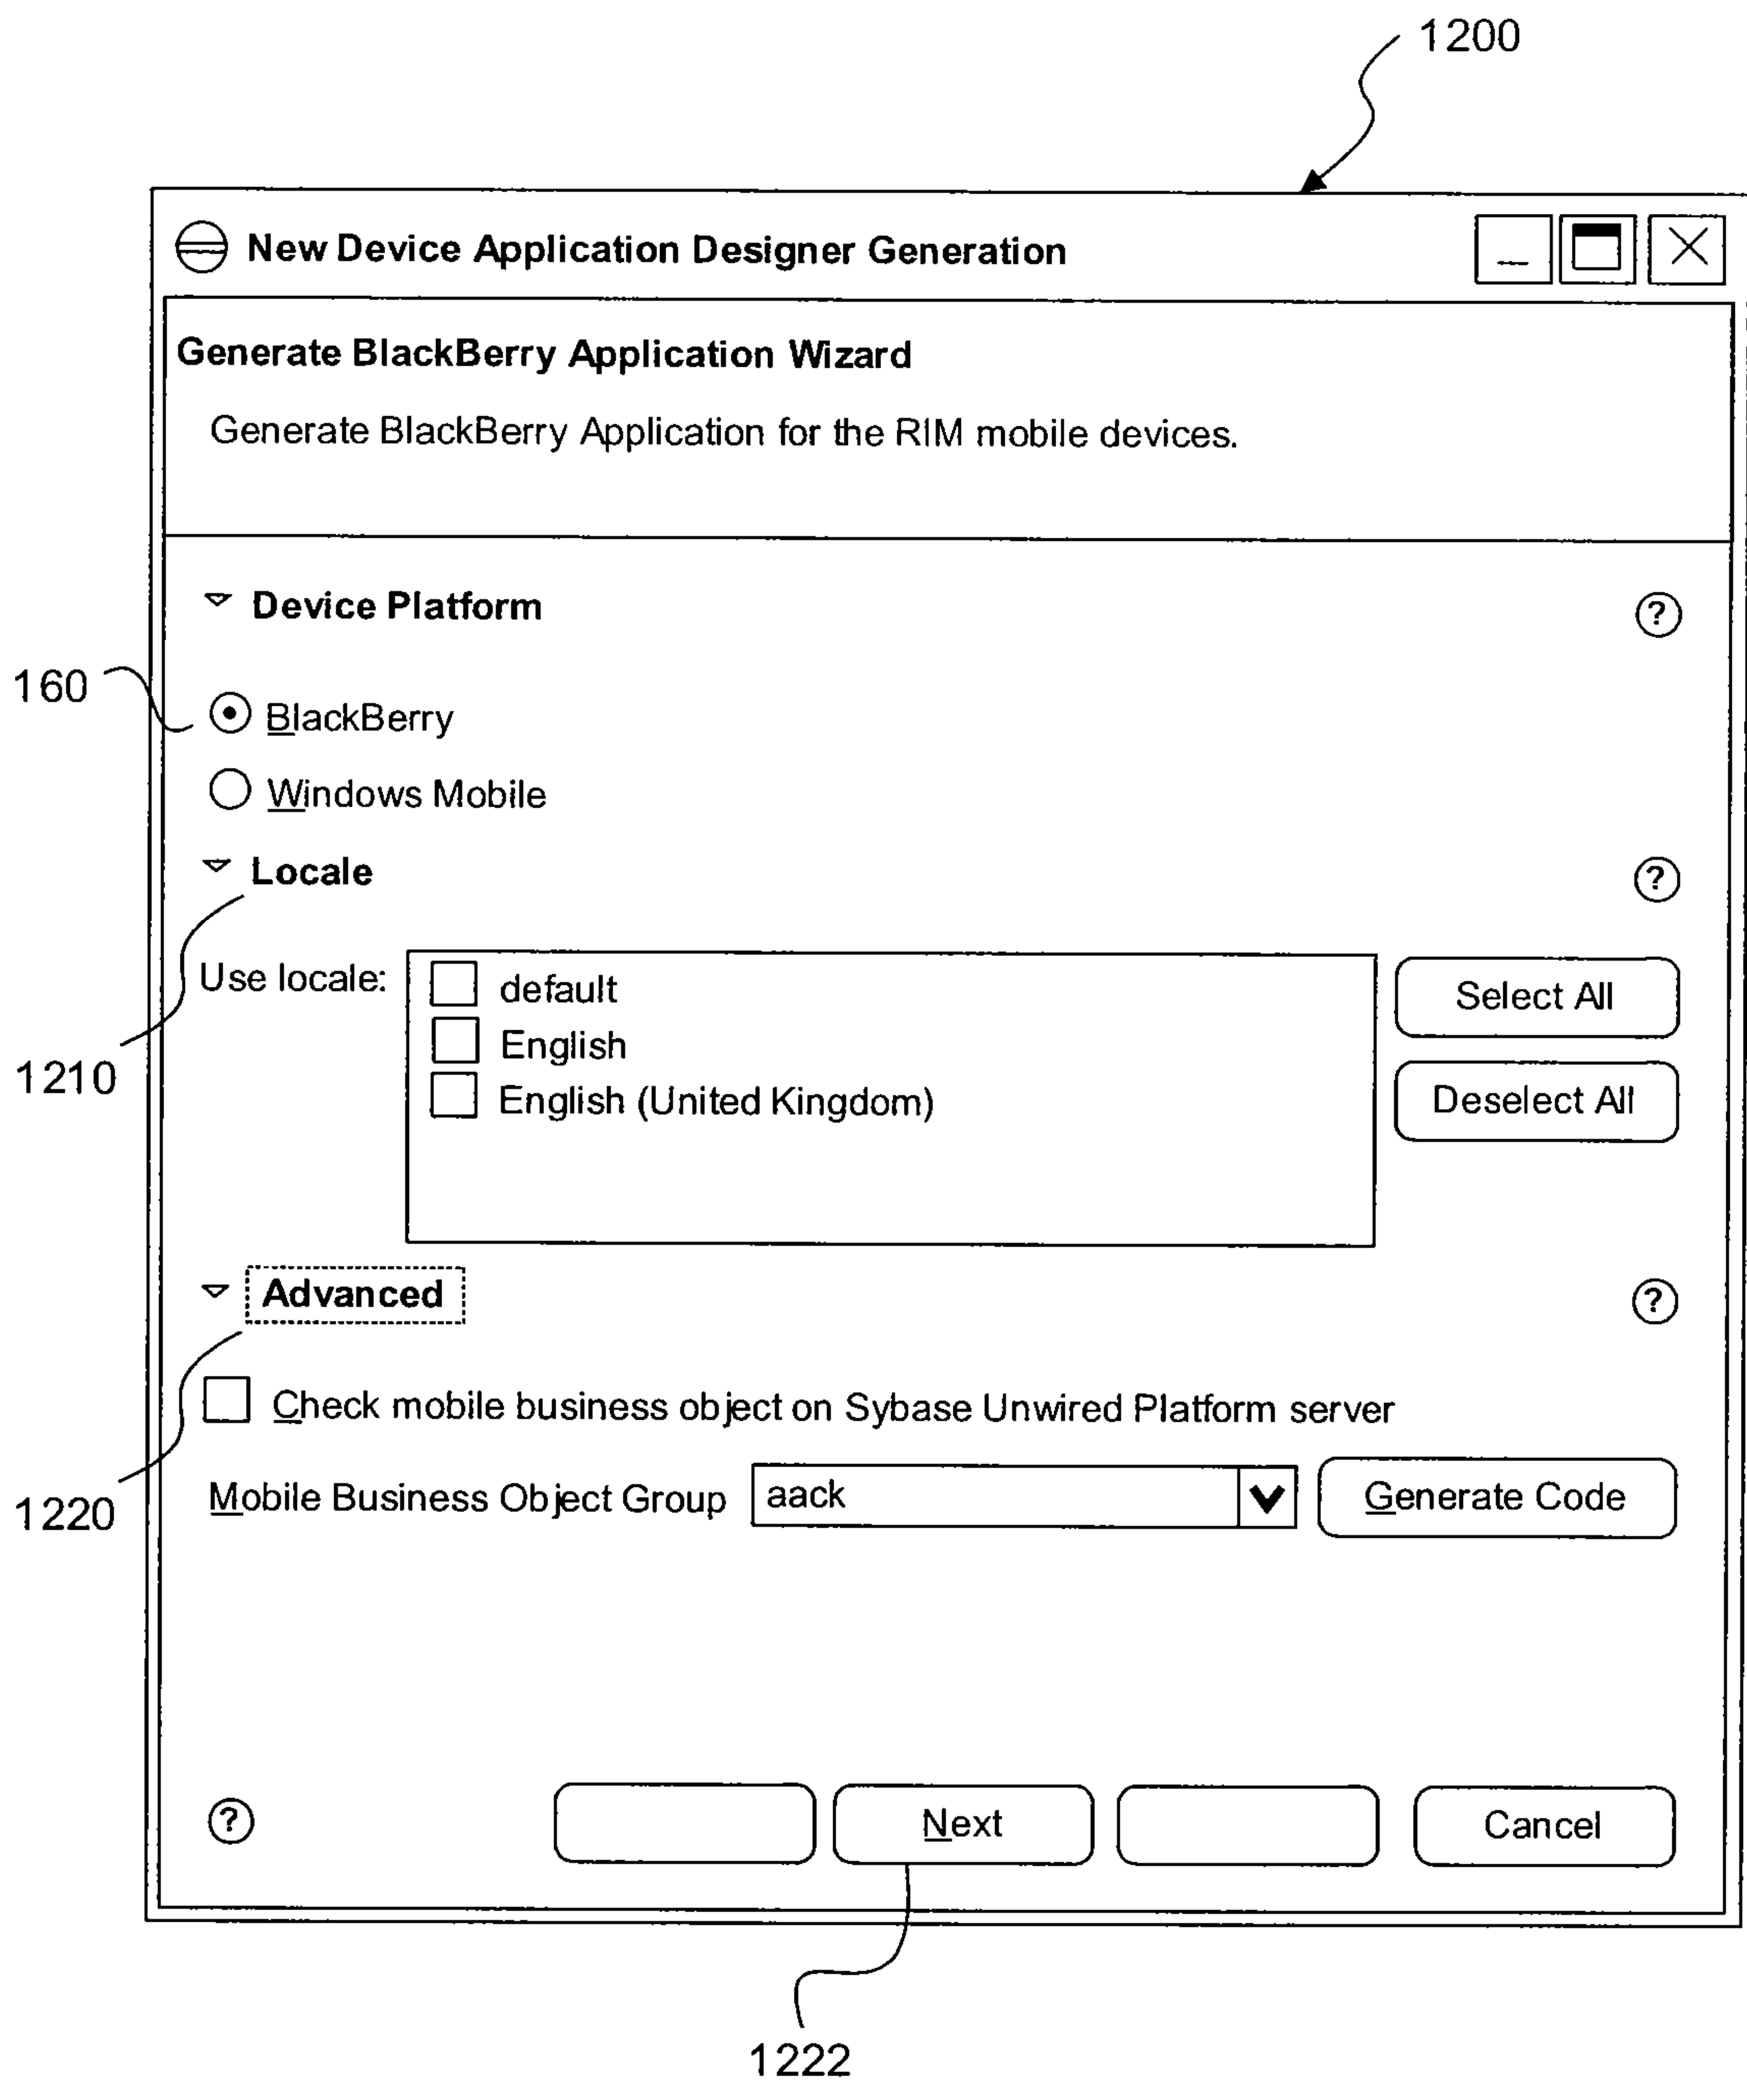 1200
New Device Application Designer Generation
Generate BlackBerry Application Wizard
Generate BlackBerry Application for the RIM mobile devices.
Device Platform ?
160
BlackBerry
Windows Mobile
Locale ?
Use locale: default Select All
English
1210
English (United Kingdom) Deselect All
Advanced ?
Check mobile business object on Sybase Unwired Platform server
1220
Mobile Business Object Group aack Generate Code
? Next Cancel
1222